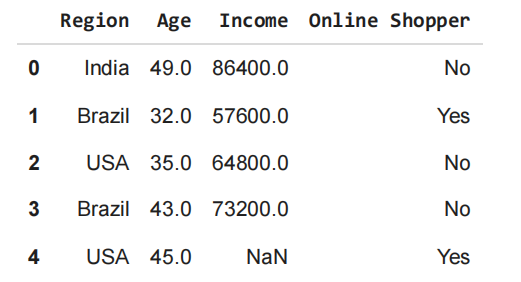 Region Age Income Online Shopper
0 India 49.0 86400.0 No
1 Brazil 32.0 57600.0 Yes
2 USA 35.0 64800.0 No
3 Brazil 43.0 73200.0 No
4 USA 45.0 NaN Yes